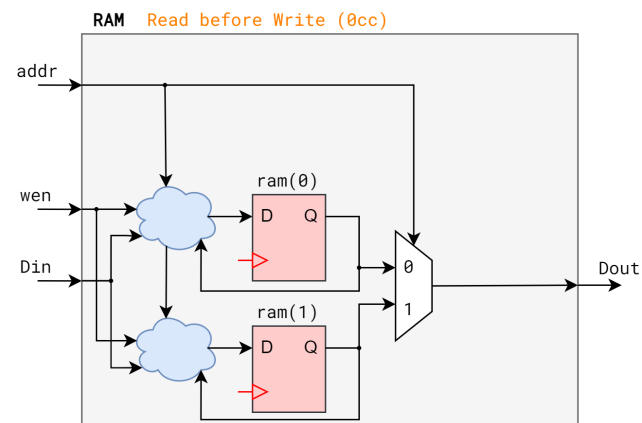 RAM Read before Write (0cc)
addr
wen
Din
ram(0)
D Q
0
1
Dout
ram(1)
D Q